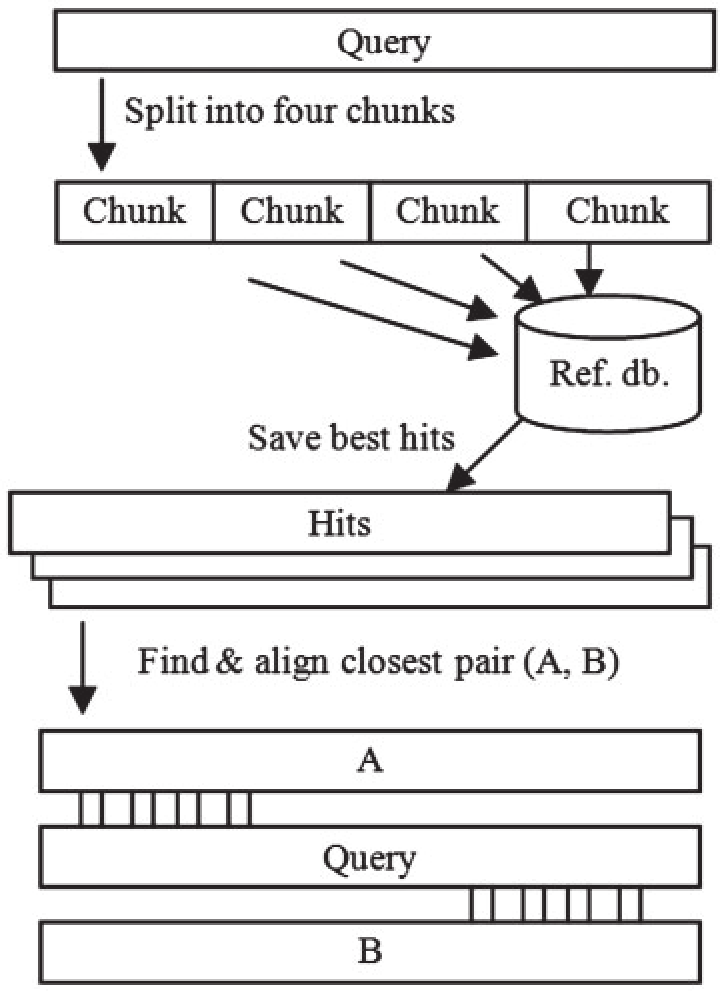 Query
Split into four chunks
Chunk Chunk Chunk Chunk
Ref. db.
Save best hits
Hits
Find & align closest pair (A, B)
A
Query
B